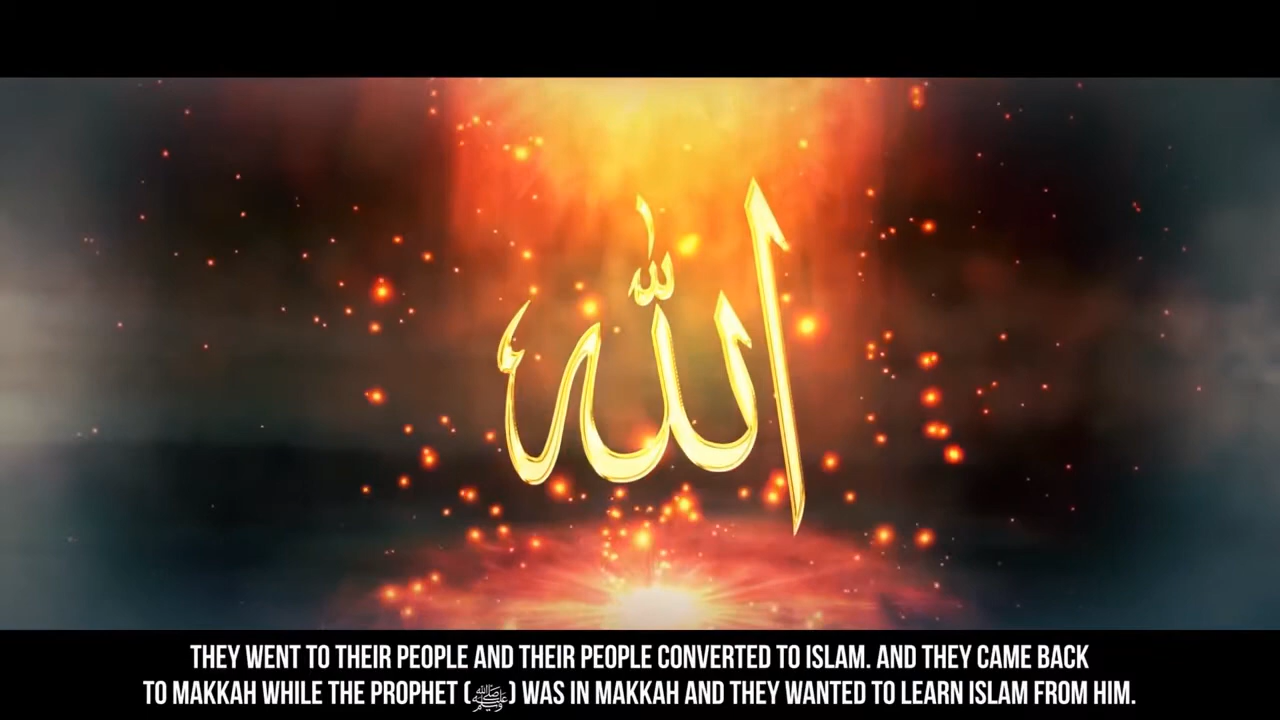 الله
THEY WENT TO THEIR PEOPLE AND THEIR PEOPLE CONVERTED TO ISLAM. AND THEY CAME BACK
TO MAKKAH WHILE THE PROPHET (ﷺ) WAS IN MAKKAH AND THEY WANTED TO LEARN ISLAM FROM HIM.